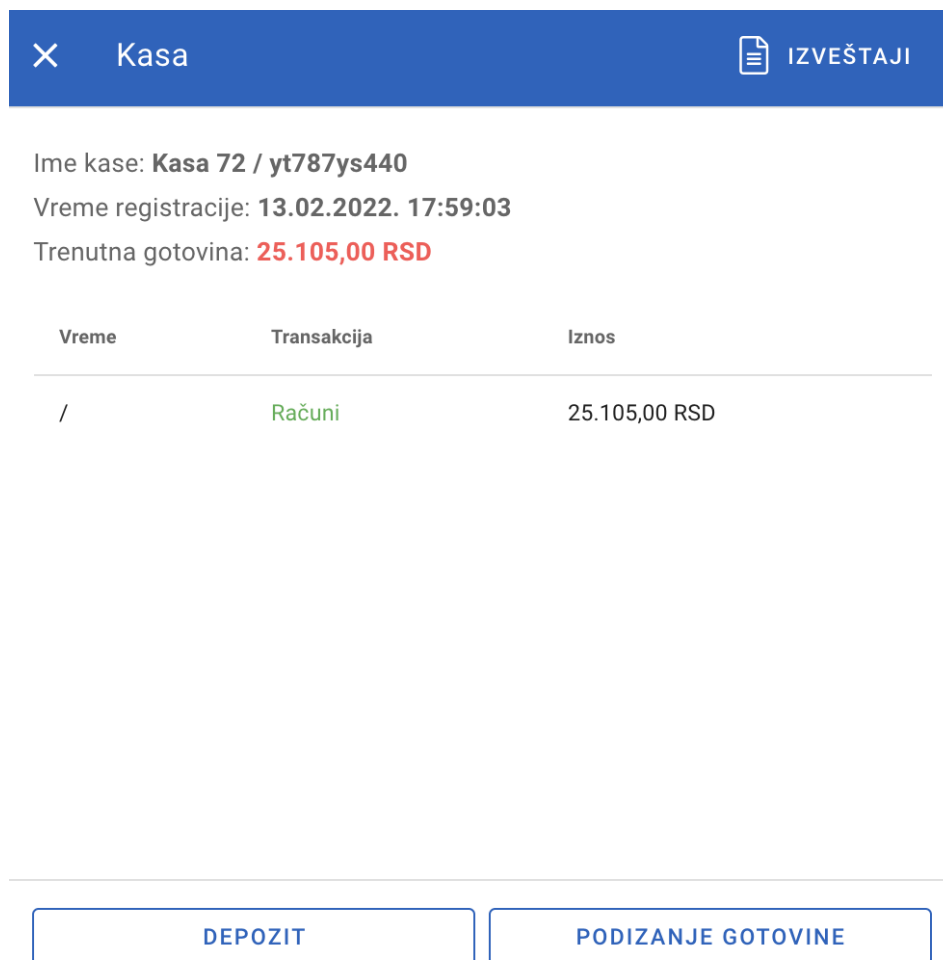 Kasa IZVEŠTAJI
Ime kase: Kasa 72 / yt787ys440
Vreme registracije: 13.02.2022. 17:59:03
Trenutna gotovina: 25.105,00 RSD
Vreme Transakcija Iznos
/ Računi 25.105,00 RSD
DEPOZIT PODIZANJE GOTOVINE